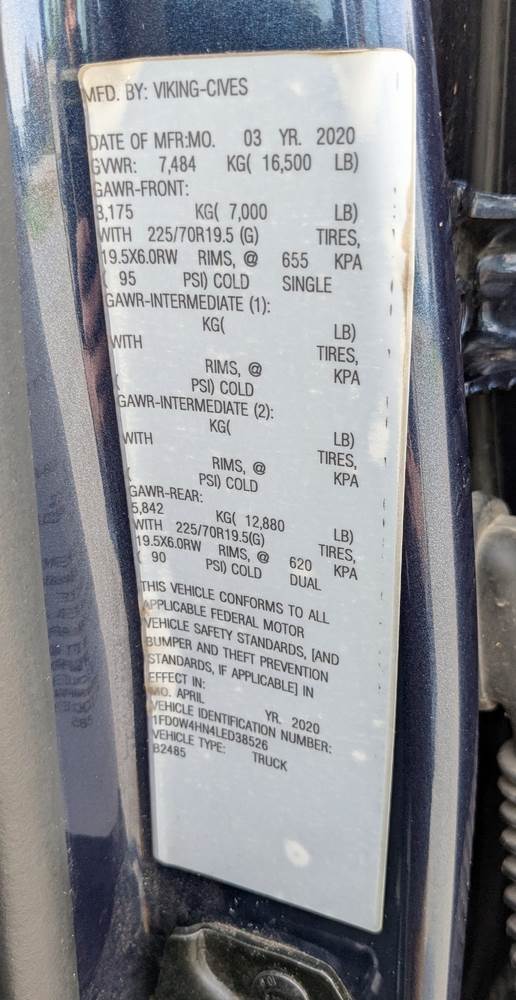 MFD. BY: VIKING-CIVES
DATE OF MFR:MO. 03 YR. 2020
GVWR: 7,484 KG( 16,500 LB)
GAWR-FRONT:
3,175 KG( 7,000 LB)
WITH 225/70R19.5 (G) TIRES,
19.5X6.0RW RIMS, @ 655 KPA
( 95 PSI) COLD SINGLE
GAWR-INTERMEDIATE (1):
KG( LB)
WITH TIRES,
RIMS, @ KPA
( PSI) COLD
GAWR-INTERMEDIATE (2):
KG( LB)
WITH TIRES,
RIMS, @ KPA
( PSI) COLD
GAWR-REAR:
5,842 KG( 12,880 LB)
WITH 225/70R19.5(G) TIRES,
19.5X6.0RW RIMS, @ 620 KPA
( 90 PSI) COLD DUAL
THIS VEHICLE CONFORMS TO ALL
APPLICABLE FEDERAL MOTOR
VEHICLE SAFETY STANDARDS, [AND
BUMPER AND THEFT PREVENTION
STANDARDS, IF APPLICABLE] IN
EFFECT IN:
MO. APRIL YR. 2020
VEHICLE IDENTIFICATION NUMBER:
1FD0W4HN4LED38526
VEHICLE TYPE: TRUCK
B2485